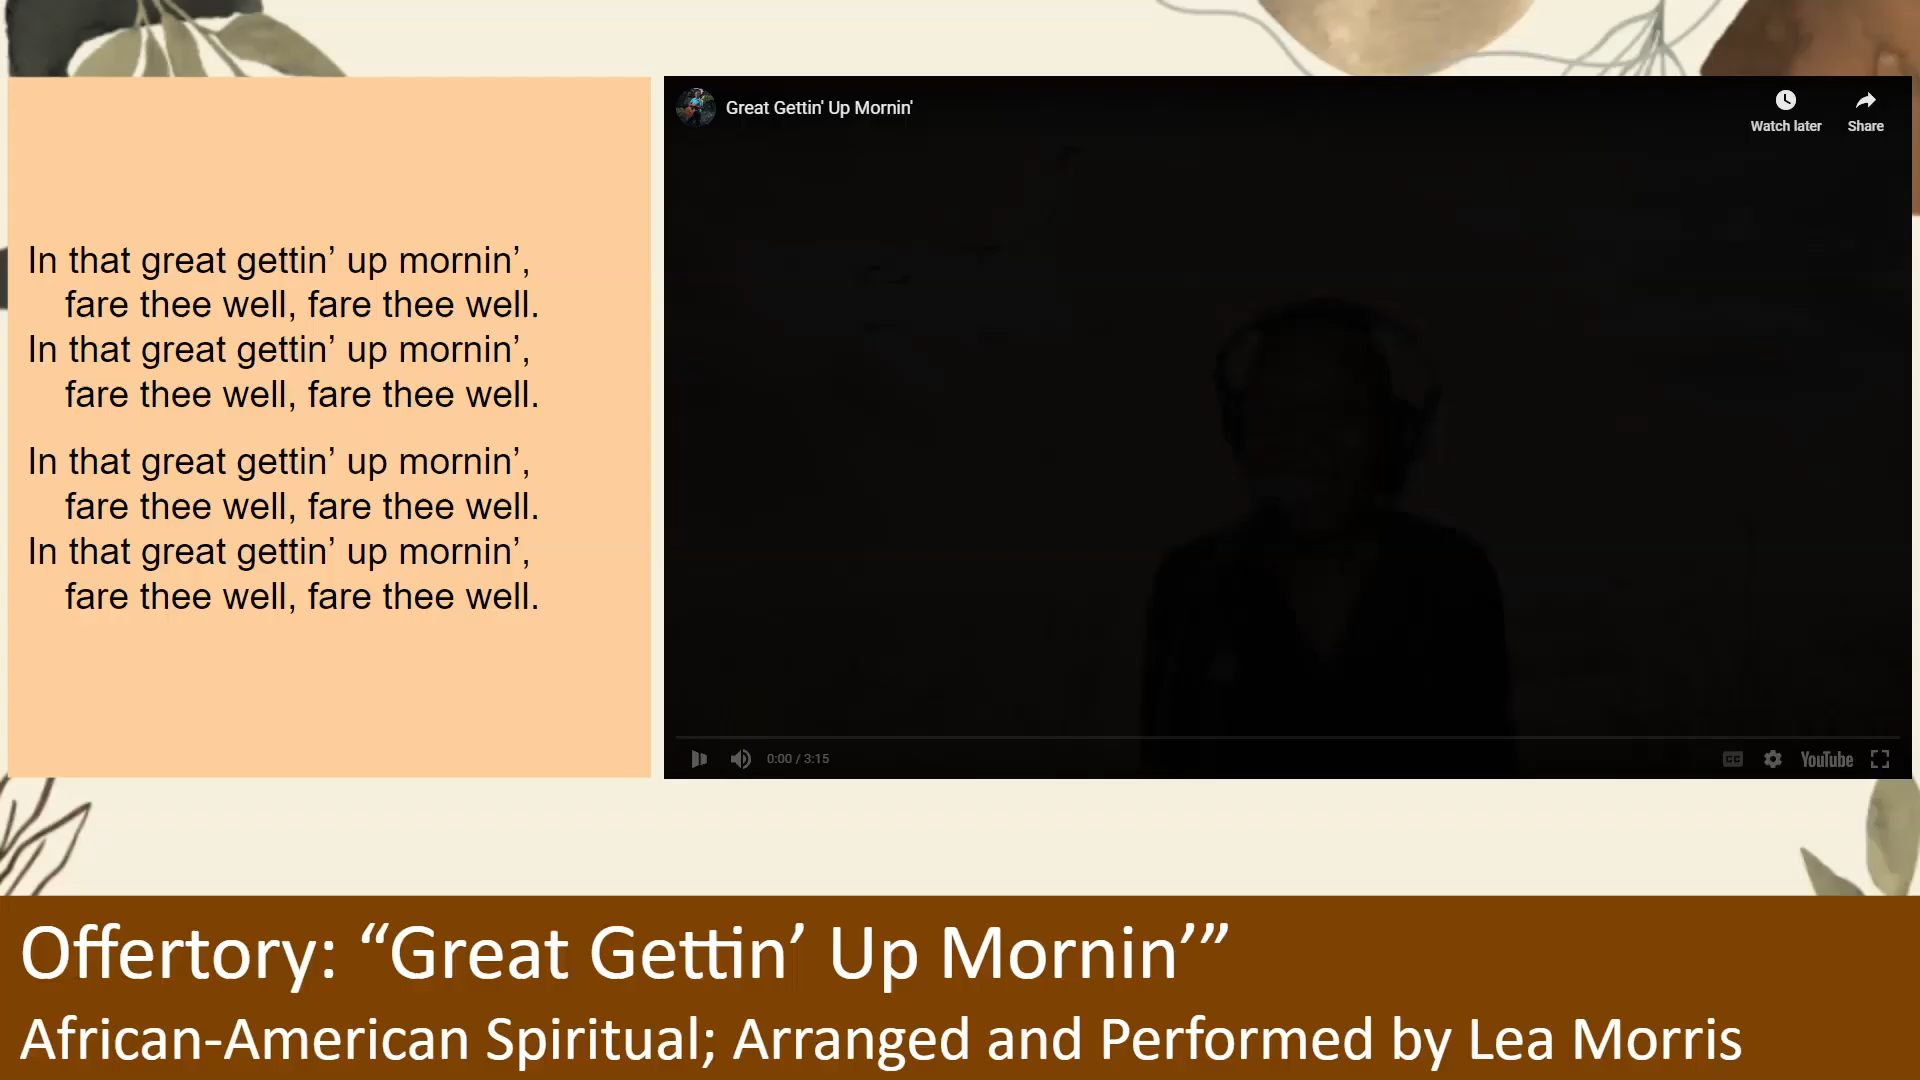 In that great gettin’ up mornin’,
fare thee well, fare thee well.
In that great gettin’ up mornin’,
fare thee well, fare thee well.
In that great gettin’ up mornin’,
fare thee well, fare thee well.
In that great gettin’ up mornin’,
fare thee well, fare thee well.
Great Gettin' Up Mornin'
Watch later
Share
0:00 / 3:15
CC
YouTube
Offertory: “Great Gettin’ Up Mornin’”
African-American Spiritual; Arranged and Performed by Lea Morris